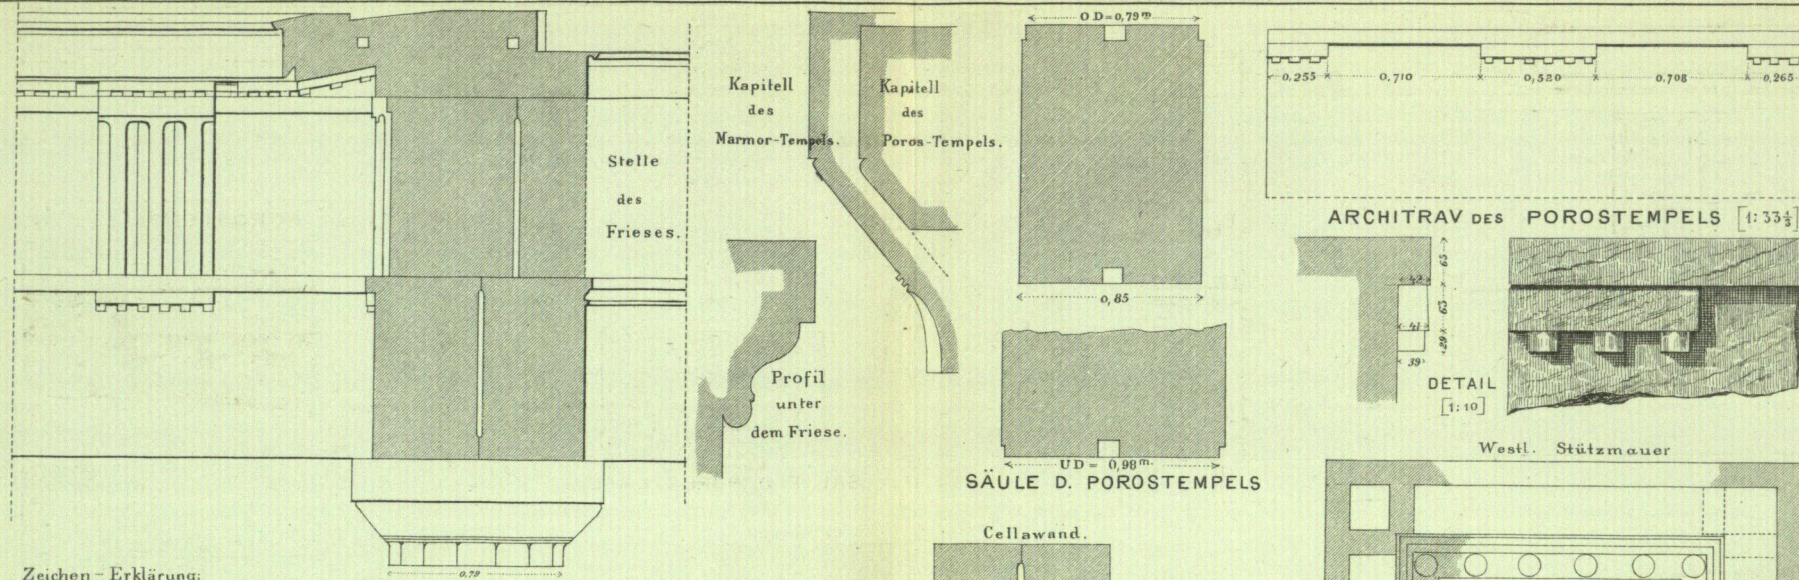 Stelle
des
Frieses.
0,79
Zeichen-Erklärung:
Kapitell
des
Marmor-Tempels.
Kapitell
des
Poros-Tempels.
Profil
unter
dem Friese.
OD=0,79 m
0,85
UD= 0,98 m.
SÄULE D. POROSTEMPELS
Cellawand.
0,255 0,710 0,520 0,708 0,265
ARCHITRAV DES POROSTEMPELS [1:33⅓]
65
42
63
41
29
39
DETAIL
[1:10]
Westl. Stützmauer